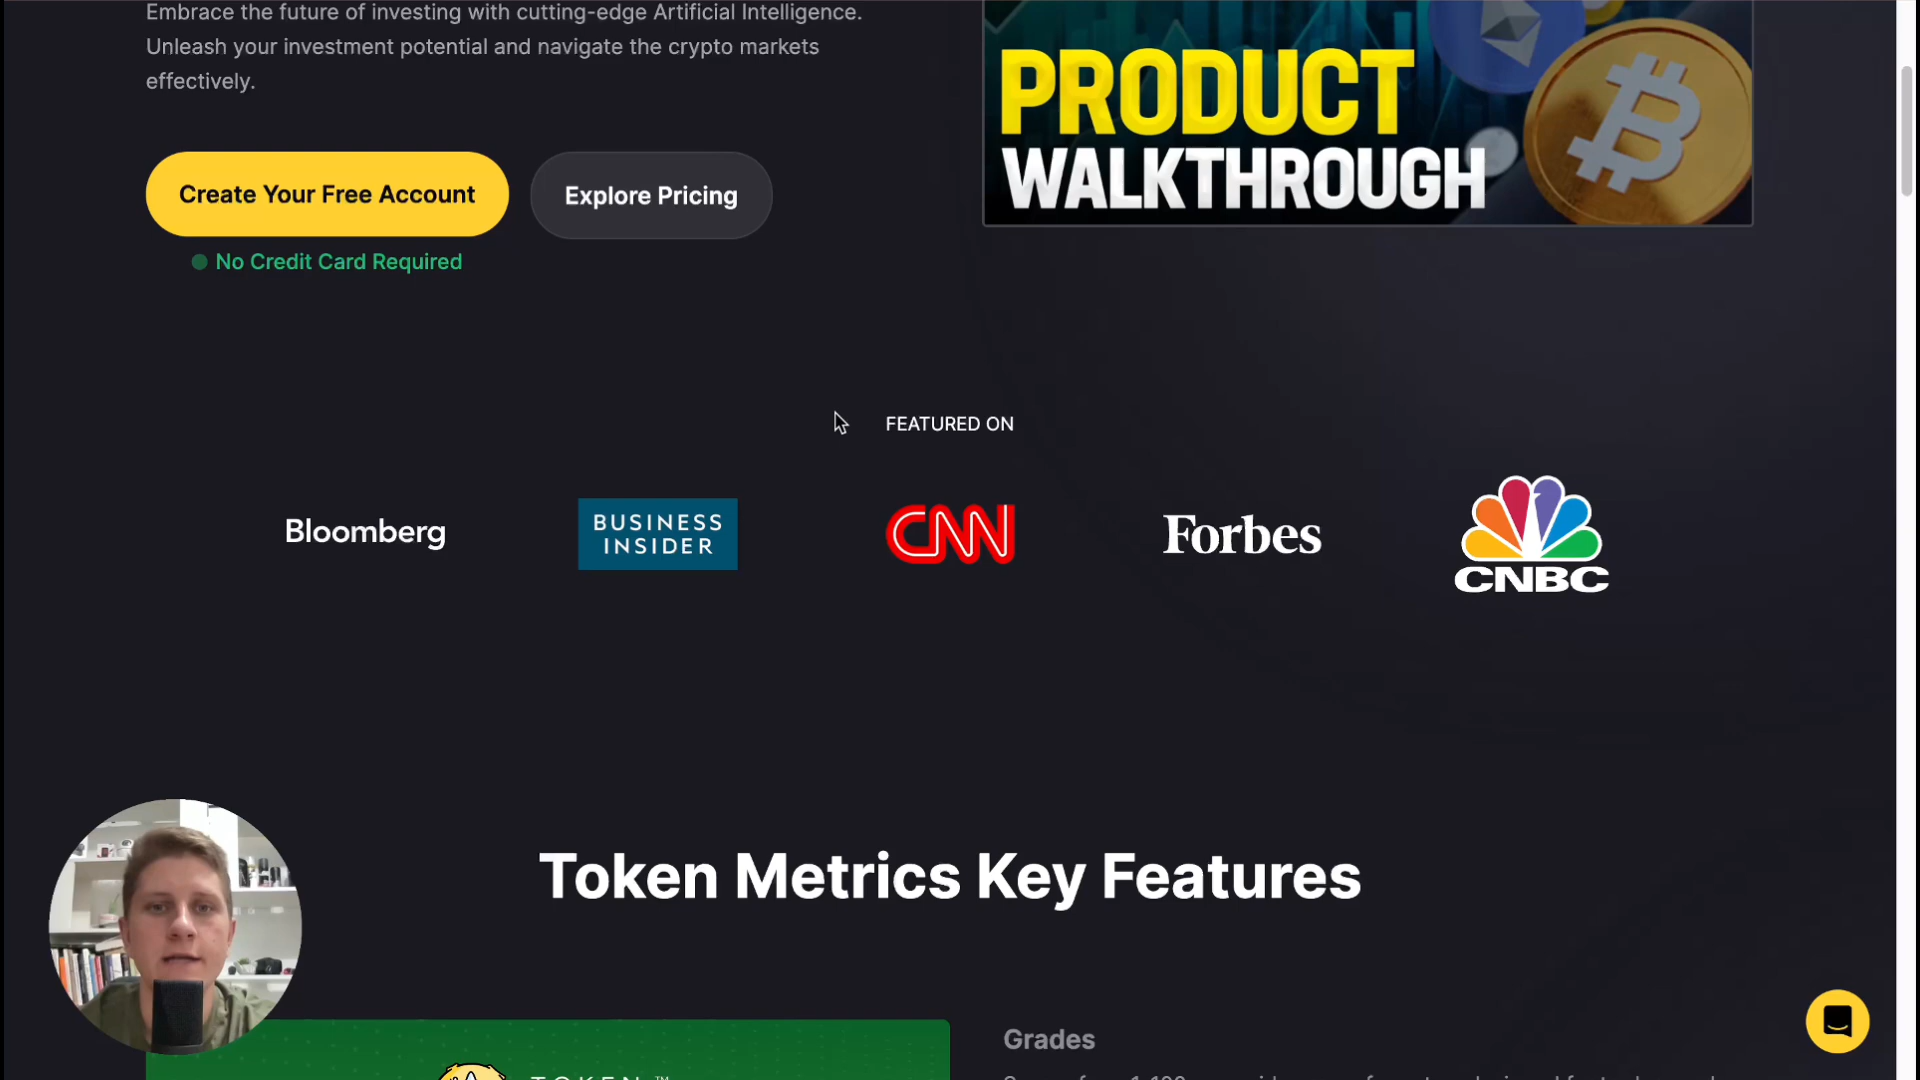 Embrace the future of investing with cutting-edge Artificial Intelligence.
Unleash your investment potential and navigate the crypto markets
effectively.
PRODUCT
WALKTHROUGH
Create Your Free Account
Explore Pricing
No Credit Card Required
FEATURED ON
Bloomberg
BUSINESS
INSIDER
CNN
Forbes
CNBC
Token Metrics Key Features
Grades
TOKEN™